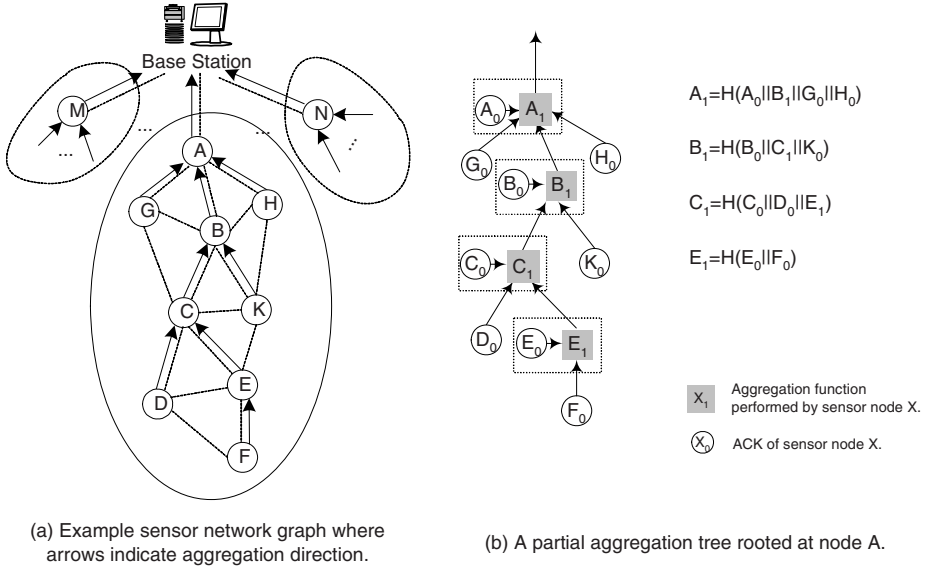 Base Station
M
N
...
...
...
...
A
G
H
B
C
K
D
E
F
(a) Example sensor network graph where
arrows indicate aggregation direction.
A₀
A₁
G₀
H₀
B₀
B₁
C₀
C₁
K₀
D₀
E₀
E₁
F₀
A₁=H(A₀||B₁||G₀||H₀)
B₁=H(B₀||C₁||K₀)
C₁=H(C₀||D₀||E₁)
E₁=H(E₀||F₀)
X₁ Aggregation function
performed by sensor node X.
X₀ ACK of sensor node X.
(b) A partial aggregation tree rooted at node A.